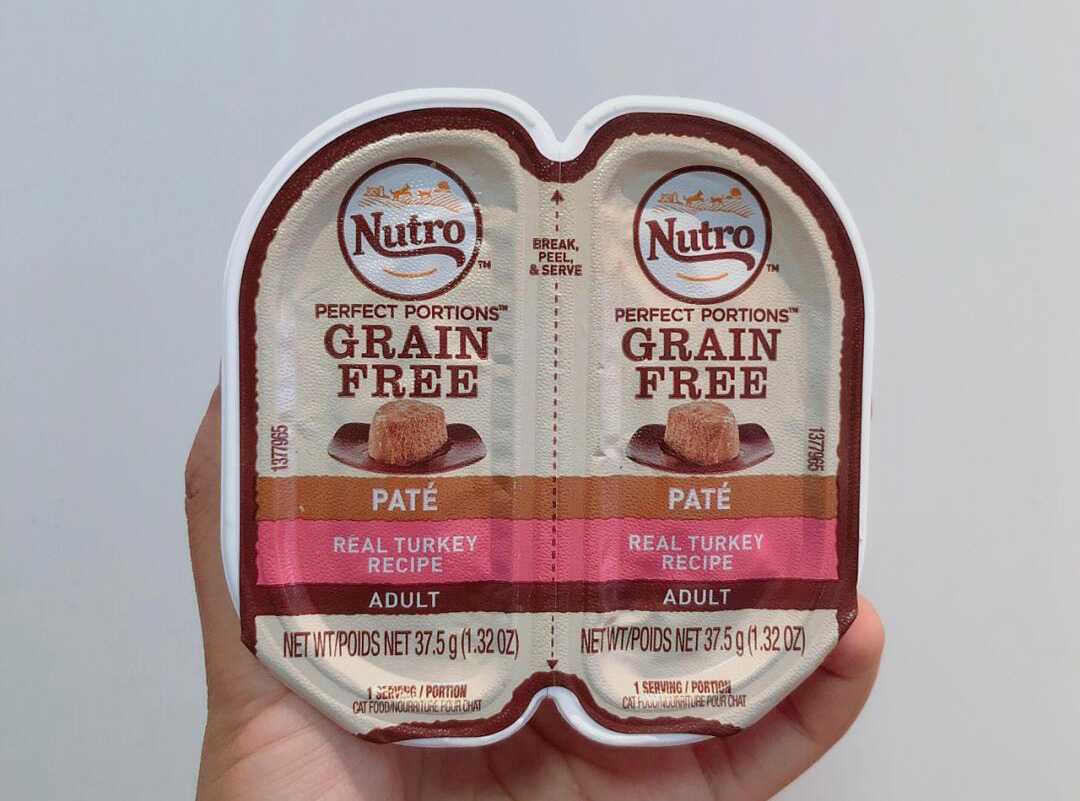 Nutro
TM
PERFECT PORTIONS™
GRAIN
FREE
1377965
PATÉ
REAL TURKEY
RECIPE
ADULT
NET WT/POIDS NET 37.5 g (1.32 OZ)
1 SERVING / PORTION
CAT FOOD/NOURRITURE POUR CHAT
BREAK,
PEEL,
& SERVE
Nutro
TM
PERFECT PORTIONS™
GRAIN
FREE
1377965
PATÉ
REAL TURKEY
RECIPE
ADULT
NET WT/POIDS NET 37.5 g (1.32 OZ)
1 SERVING / PORTION
CAT FOOD/NOURRITURE POUR CHAT